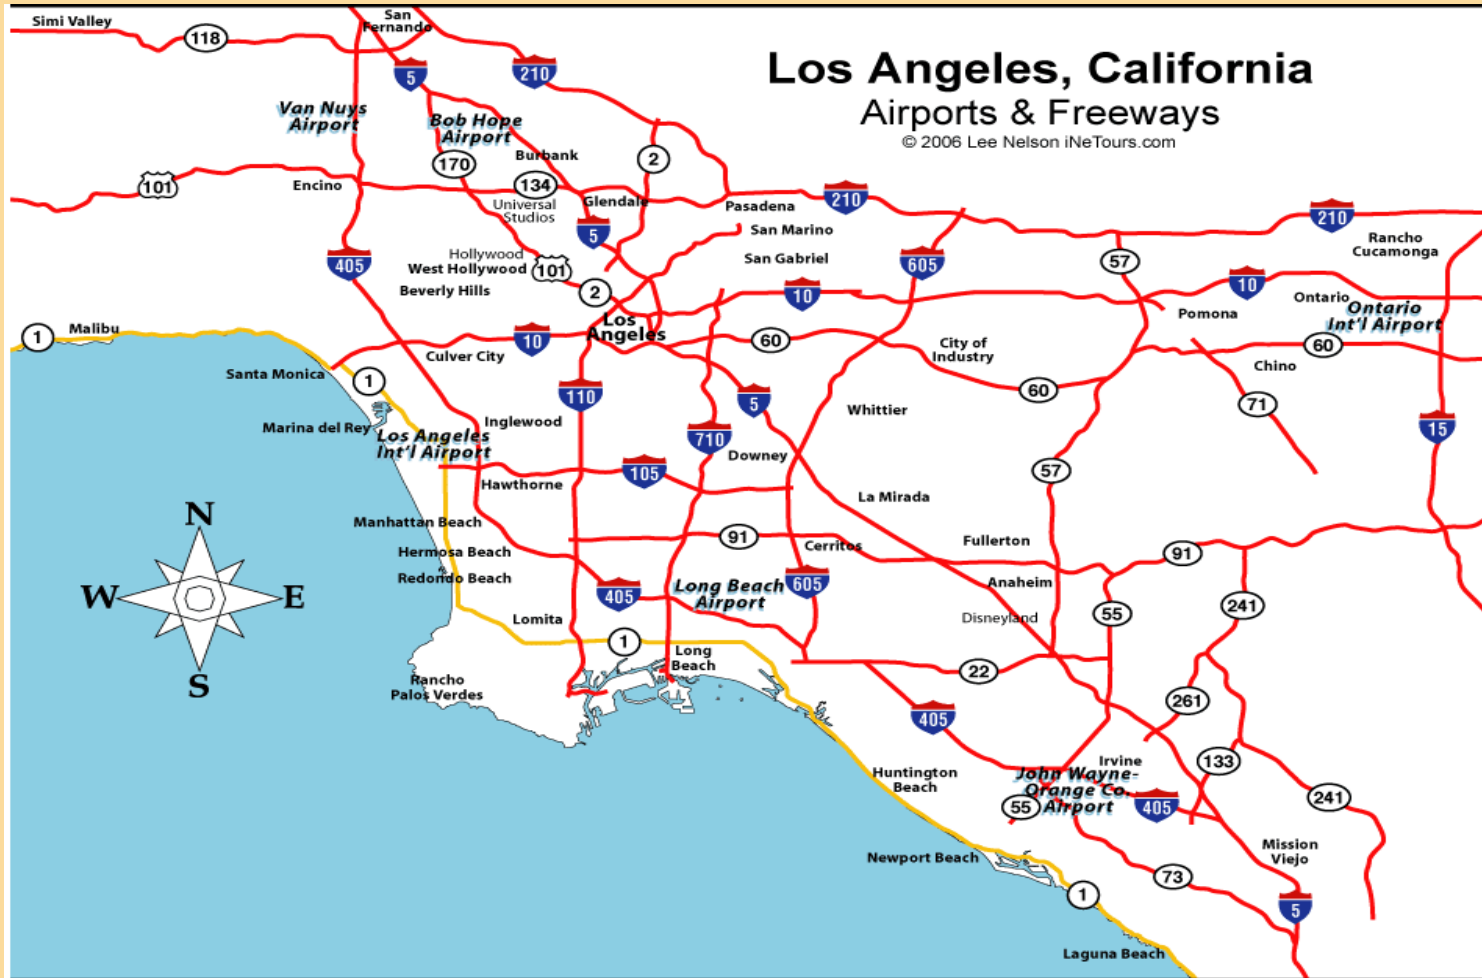 Los Angeles, California
Airports & Freeways
© 2006 Lee Nelson iNeTours.com
Simi Valley
118
San
Fernando
5
210
Van Nuys
Airport
Bob Hope
Airport
170
Burbank
2
101
Encino
134
Universal
Studios
Glendale
Pasadena
210
210
5
San Marino
Rancho
Cucamonga
405
Hollywood
West Hollywood
101
San Gabriel
605
57
Beverly Hills
2
10
10
Ontario
Ontario
Int'l Airport
Pomona
1
Malibu
Los
Angeles
10
60
City of
Industry
60
Culver City
Chino
Santa Monica
1
110
5
60
71
Whittier
Inglewood
Marina del Rey
Los Angeles
Int'l Airport
710
15
Downey
105
57
Hawthorne
La Mirada
N
Manhattan Beach
91
Cerritos
Fullerton
91
Hermosa Beach
Redondo Beach
Long Beach
Airport
605
Anaheim
W
E
405
Disneyland
55
241
Lomita
1
Long
Beach
22
S
Rancho
Palos Verdes
261
405
Irvine
133
Huntington
Beach
John Wayne-
Orange Co.
Airport
55
405
241
Newport Beach
Mission
Viejo
73
1
5
Laguna Beach